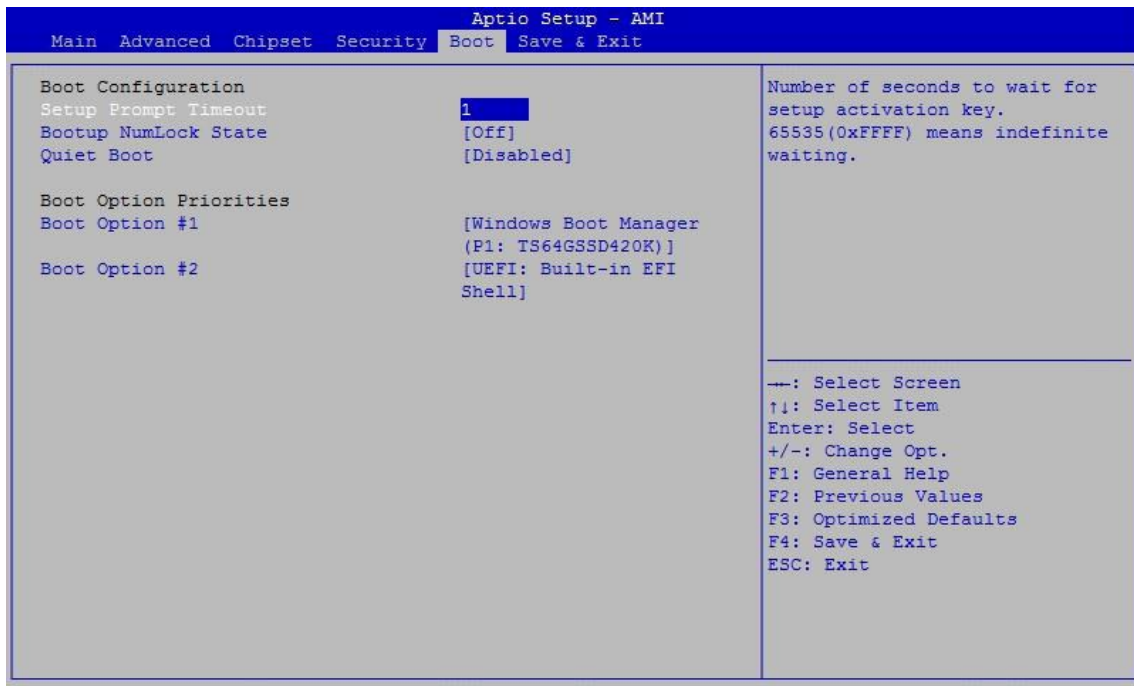 Aptio Setup - AMI
Main Advanced Chipset Security Boot Save & Exit
Boot Configuration
Setup Prompt Timeout 1
Bootup NumLock State [Off]
Quiet Boot [Disabled]
Boot Option Priorities
Boot Option #1 [Windows Boot Manager
(P1: TS64GSSD420K)]
Boot Option #2 [UEFI: Built-in EFI
Shell]
Number of seconds to wait for
setup activation key.
65535(0xFFFF) means indefinite
waiting.
→←: Select Screen
↑↓: Select Item
Enter: Select
+/-: Change Opt.
F1: General Help
F2: Previous Values
F3: Optimized Defaults
F4: Save & Exit
ESC: Exit